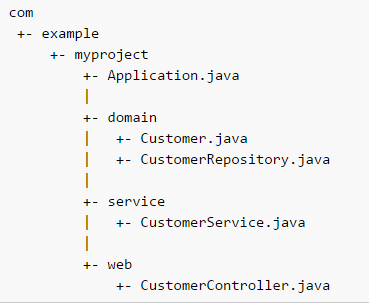 com
 +- example
     +- myproject
         +- Application.java
         |
         +- domain
         |   +- Customer.java
         |   +- CustomerRepository.java
         |
         +- service
         |   +- CustomerService.java
         |
         +- web
             +- CustomerController.java